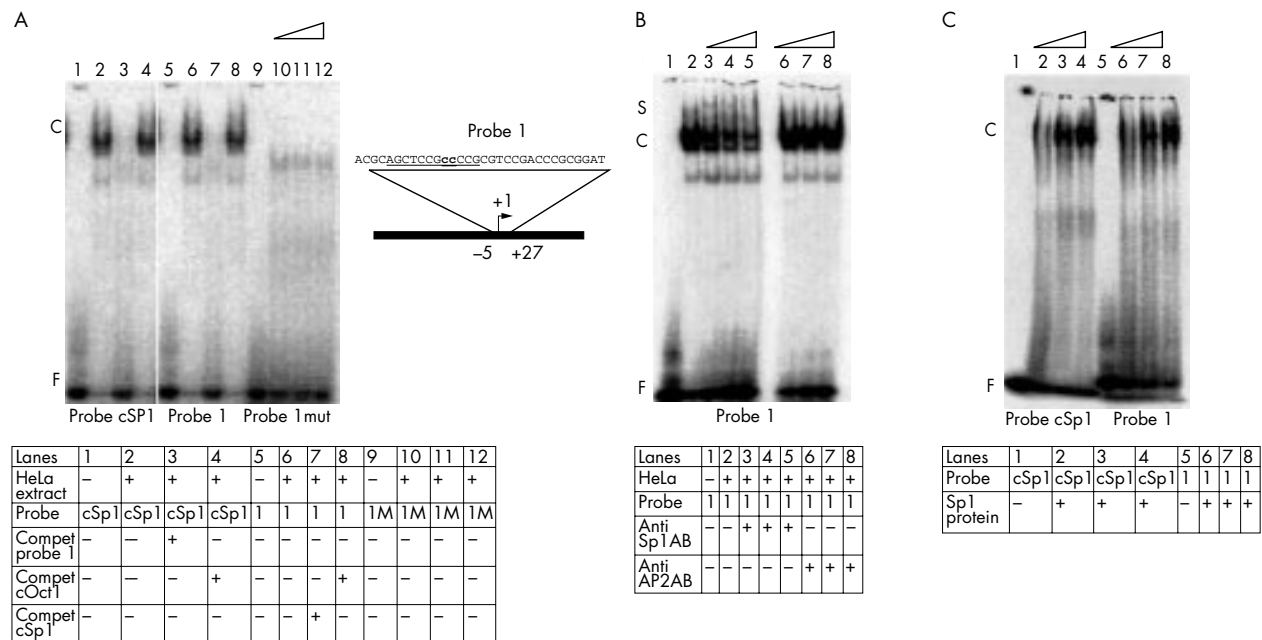 A
1 2 3 4 5 6 7 8 9 10 11 12
C
F
Probe cSP1 Probe 1 Probe 1mut
Probe 1
ACGCAGCTCCGccCCGCGTCCGACCCGCGGAT
+1
–5 +27
Lanes 1 2 3 4 5 6 7 8 9 10 11 12
HeLa extract – + + + – + + + – + + +
Probe cSp1 cSp1 cSp1 cSp1 1 1 1 1 1M 1M 1M 1M
Compet probe 1 – – + – – – – – – – – –
Compet cOct1 – – – + – – – + – – – –
Compet cSp1 – – – – – – + – – – – –
B
1 2 3 4 5 6 7 8
S
C
F
Probe 1
Lanes 1 2 3 4 5 6 7 8
HeLa – + + + + + + +
Probe 1 1 1 1 1 1 1 1
Anti Sp1AB – – + + + – – –
Anti AP2AB – – – – – + + +
C
1 2 3 4 5 6 7 8
C
F
Probe cSp1 Probe 1
Lanes 1 2 3 4 5 6 7 8
Probe cSp1 cSp1 cSp1 cSp1 1 1 1 1
Sp1 protein – + + + – + + +